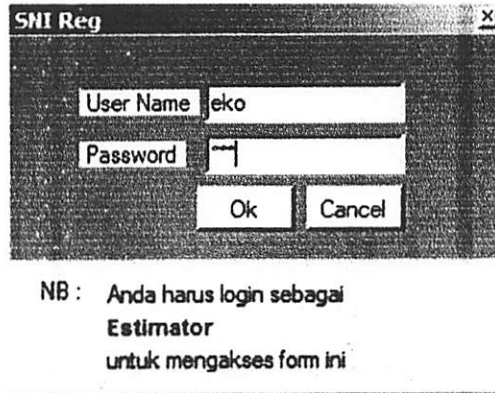 SNI Reg
User Name eko
Password ***
Ok Cancel
NB : Anda harus login sebagai
Estimator
untuk mengakses form ini